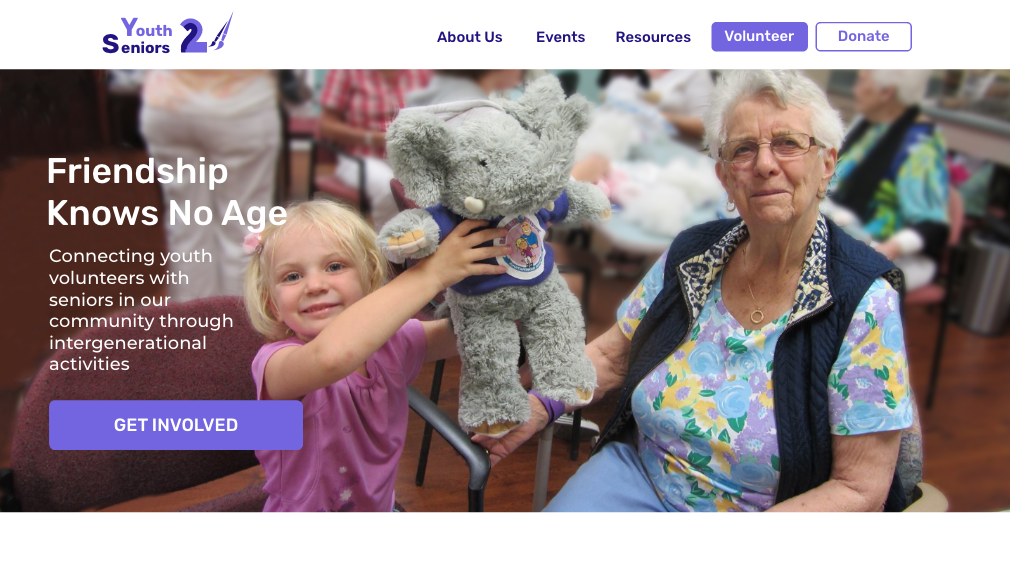 Youth
Seniors
2
About Us
Events
Resources
Volunteer
Donate
Friendship
Knows No Age
Connecting youth
volunteers with
seniors in our
community through
intergenerational
activities
GET INVOLVED